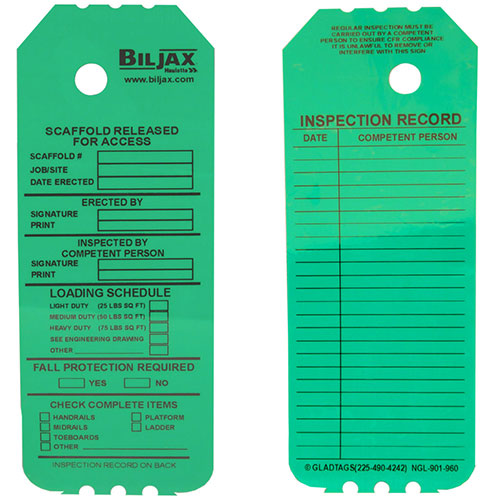 BILJAX
Haulotte >>
www.biljax.com
SCAFFOLD RELEASED
FOR ACCESS
SCAFFOLD #
JOB/SITE
DATE ERECTED
ERECTED BY
SIGNATURE
PRINT
INSPECTED BY
COMPETENT PERSON
SIGNATURE
PRINT
LOADING SCHEDULE
LIGHT DUTY (25 LBS SQ FT)
MEDIUM DUTY (50 LBS SQ FT)
HEAVY DUTY (75 LBS SQ FT)
SEE ENGINEERING DRAWING
OTHER
FALL PROTECTION REQUIRED
YES NO
CHECK COMPLETE ITEMS
HANDRAILS PLATFORM
MIDRAILS LADDER
TOEBOARDS
OTHER
INSPECTION RECORD ON BACK
REGULAR INSPECTION MUST BE
CARRIED OUT BY A COMPETENT
PERSON TO ENSURE CFR COMPLIANCE
IT IS UNLAWFUL TO REMOVE OR
INTERFERE WITH THIS SIGN
INSPECTION RECORD
DATE COMPETENT PERSON
© GLADTAGS(225-490-4242) NGL-901-960